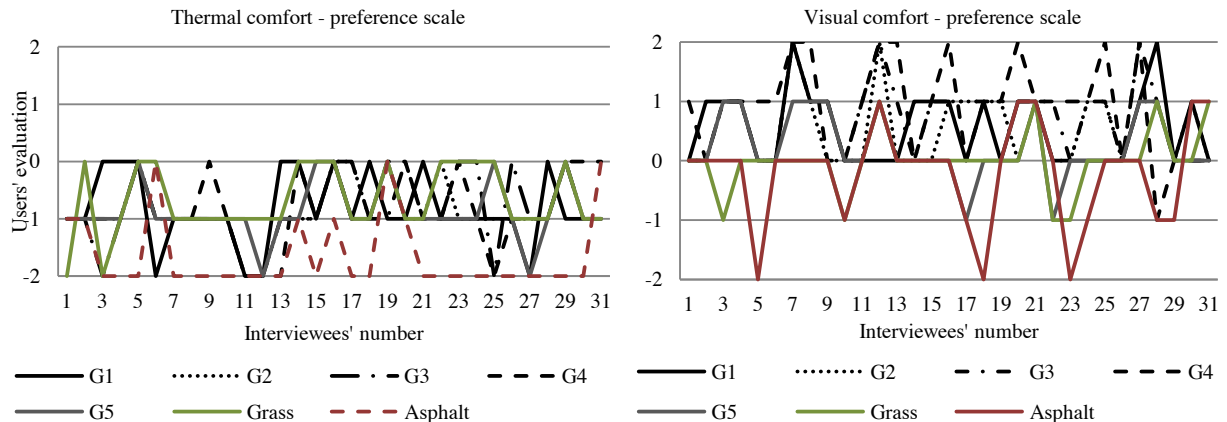 Thermal comfort - preference scale
2
1
0
-1
-2
Users' evaluation
1 3 5 7 9 11 13 15 17 19 21 23 25 27 29 31
Interviewees' number
G1 G2 G3 G4
G5 Grass Asphalt
Visual comfort - preference scale
2
1
0
-1
-2
1 3 5 7 9 11 13 15 17 19 21 23 25 27 29 31
Interviewees' number
G1 G2 G3 G4
G5 Grass Asphalt